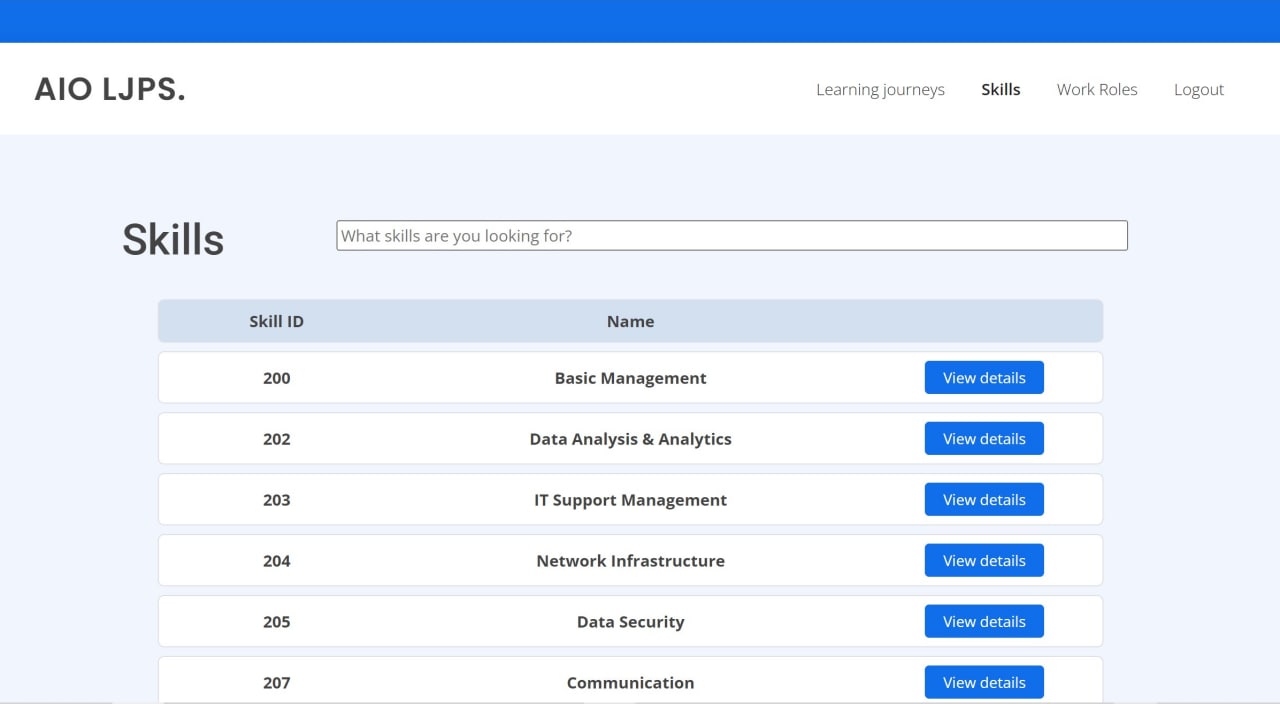 AIO LJPS.
Learning journeys Skills Work Roles Logout
Skills
What skills are you looking for?
Skill ID Name
200 Basic Management View details
202 Data Analysis & Analytics View details
203 IT Support Management View details
204 Network Infrastructure View details
205 Data Security View details
207 Communication View details